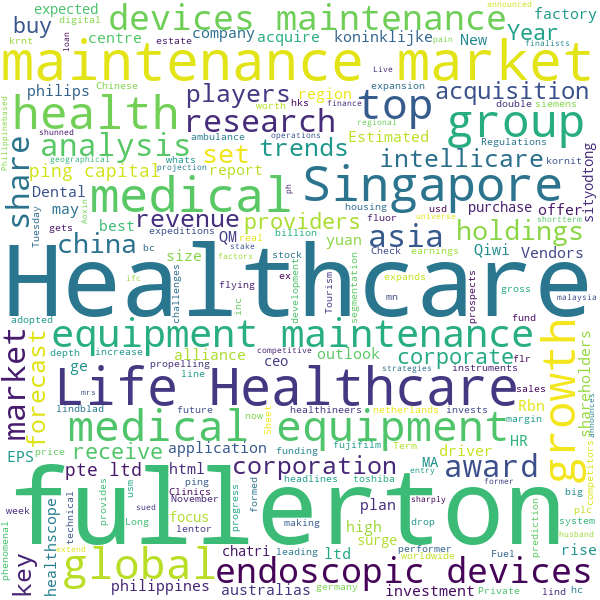 expected
digital
devices maintenance
announced
factory
krnt
loan
buy
centre
company
estate
koninklijke
acquire
New
Year
finalists
maintenance market
Philippinebased
philips
Chinese
pain
Live
expansion
health
players
hks
worth
region
finance
top
acquisition
double
siemens
group
shunned
research
ambulance
operations
regional
Estimated
Regulations
share
analysis
set
trends
intellicare
kornit
geographical
whats
projection
ping capital
report
medical
Singapore
sityodtong
Dental
Aoxin
ph
housing
usd
purchase
offer
Tuesday
may
revenue
providers
fluor
universe
shortterm
gets
expeditions
QM
real
billion
Check
earnings
holdings
china
best
bc
yuan
asia
Qiwi
Vendors
size
stock
factors
stake
Tourism
expands
gross
ifc
mn
prospects
malaysia
Healthcare
challenges
flying
ex
inc
development
segmentation
fund
adopted
depth
increase
equipment maintenance
competitive
strategies
market
forecast
ge
alliance
propelling
line
ceo
outlook
corporate
flr
instruments
growth
shareholders
announces
mrs
Life Healthcare
sales
lindblad
future
now
healthineers
netherlands
invests
margin
Rbn
medical equipment
Sheet
EPS
price
receive
application
funding
fujifilm
Term
driver
HR
competitors
pte ltd
html
corporation
MA
entry
award
former
phenomenal
week
technical
provides
usm
ping
Clinics
November
progress
formed
headlines
toshiba
plan
sharply
big
plc
fullerton
healthscope
Long
sued
focus
lentor
making
high
surge
drop
performer
prediction
system
husband
key
extend
global
chatri
leading
ltd
worldwide
Fuel
rise
philippines
endoscopic devices
australias
germany
investment
Private
lind
hc